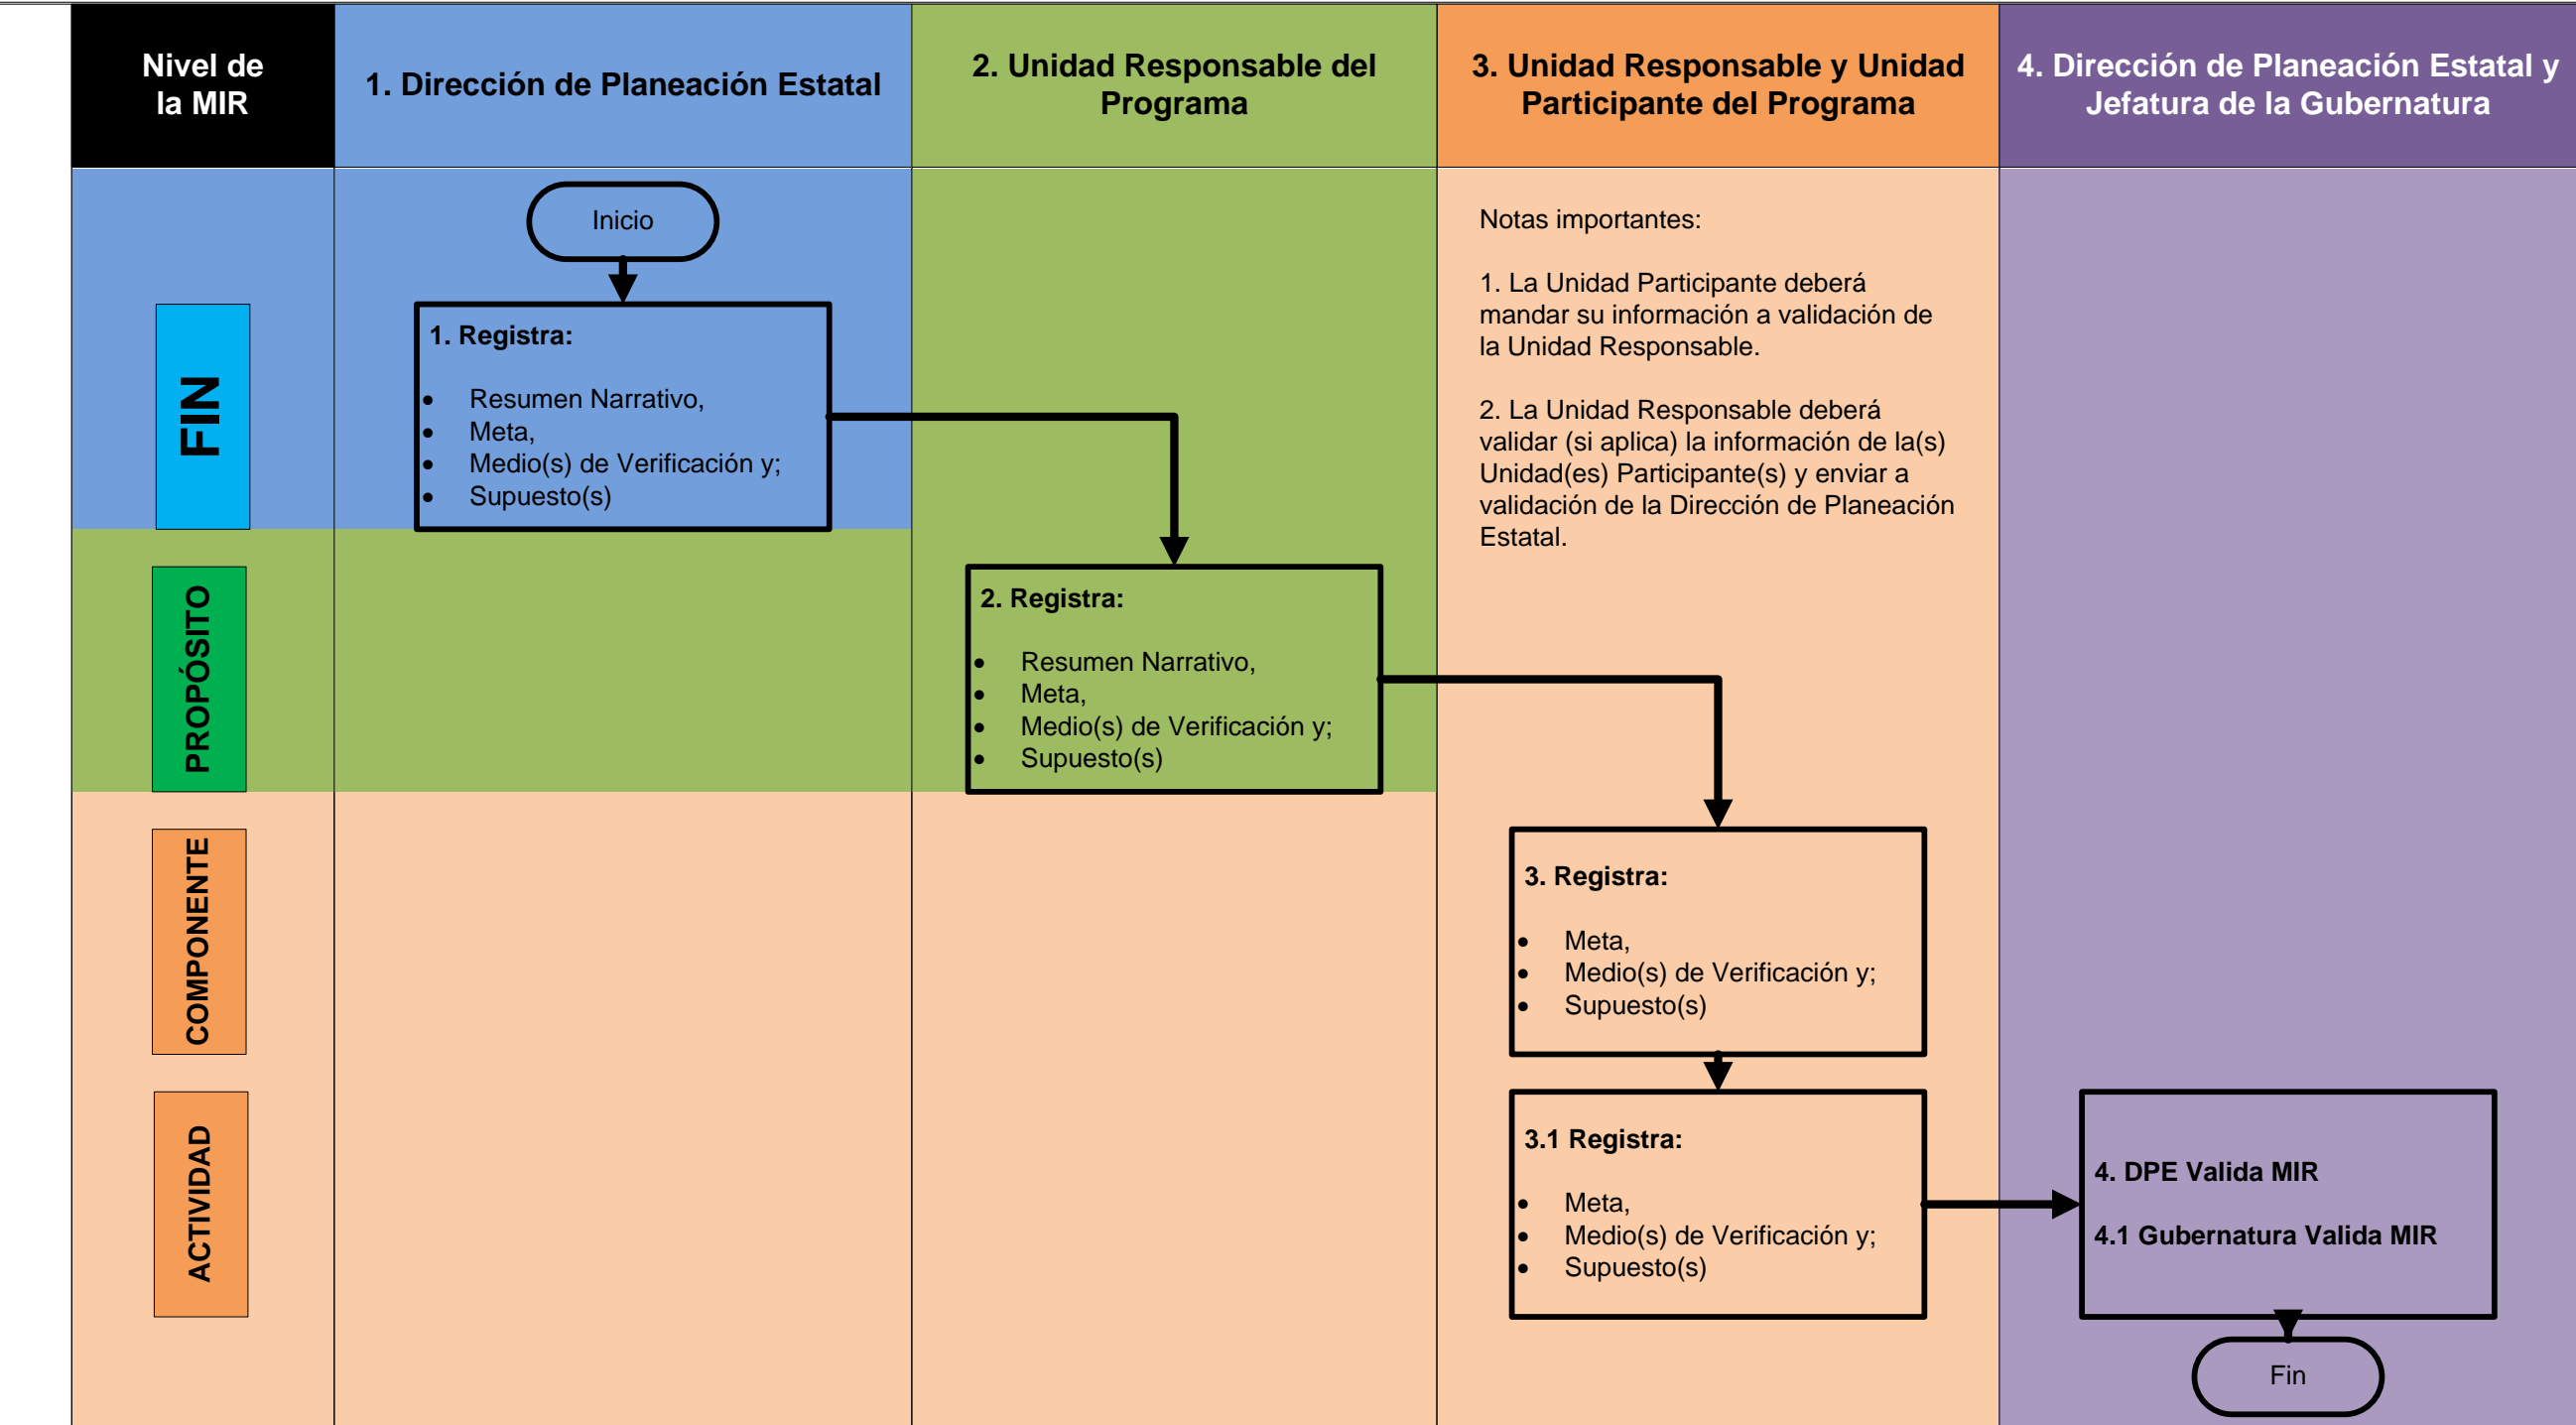 Nivel de
la MIR
1. Dirección de Planeación Estatal
2. Unidad Responsable del
Programa
3. Unidad Responsable y Unidad
Participante del Programa
4. Dirección de Planeación Estatal y
Jefatura de la Gubernatura
FIN
Inicio
1. Registra:
• Resumen Narrativo,
• Meta,
• Medio(s) de Verificación y;
• Supuesto(s)
Notas importantes:
1. La Unidad Participante deberá
mandar su información a validación de
la Unidad Responsable.
2. La Unidad Responsable deberá
validar (si aplica) la información de la(s)
Unidad(es) Participante(s) y enviar a
validación de la Dirección de Planeación
Estatal.
PROPÓSITO
2. Registra:
• Resumen Narrativo,
• Meta,
• Medio(s) de Verificación y;
• Supuesto(s)
COMPONENTE
3. Registra:
• Meta,
• Medio(s) de Verificación y;
• Supuesto(s)
ACTIVIDAD
3.1 Registra:
• Meta,
• Medio(s) de Verificación y;
• Supuesto(s)
4. DPE Valida MIR
4.1 Gubernatura Valida MIR
Fin